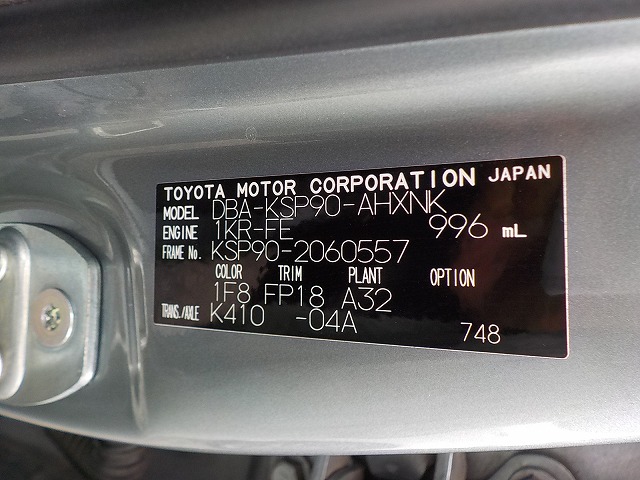 TOYOTA MOTOR CORPORATION JAPAN
MODEL DBA-KSP90-AHXNK
ENGINE 1KR-FE 996 mL
FRAME No. KSP90-2060557
COLOR TRIM PLANT OPTION
1F8 FP18 A32
TRANS./AXLE K410 -04A
748